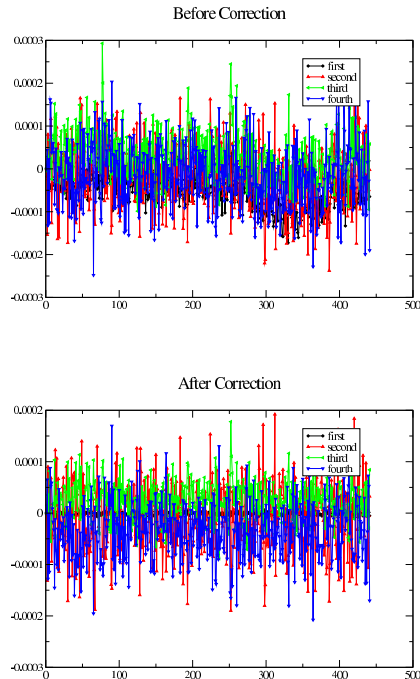 Before Correction
0.0003
0.0002
0.0001
0
-0.0001
-0.0002
-0.0003
0
100
200
300
400
500
first
second
third
fourth
After Correction
0.0002
0.0001
0
-0.0001
-0.0002
-0.0003
0
100
200
300
400
500
first
second
third
fourth